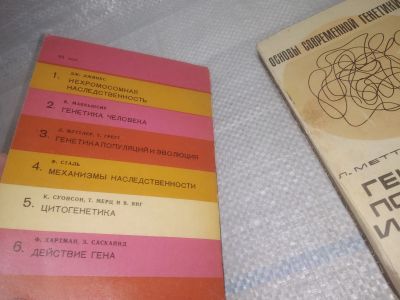 1. ДЖ. ДЖИНКС
НЕХРОМОСОМНАЯ
НАСЛЕДСТВЕННОСТЬ
2. В. МАККЬЮСИК
ГЕНЕТИКА ЧЕЛОВЕКА
3. Л. МЕТТЛЕР, Т. ГРЕГГ
ГЕНЕТИКА ПОПУЛЯЦИЙ И ЭВОЛЮЦИЯ
4. Ф. СТАЛЬ
МЕХАНИЗМЫ НАСЛЕДСТВЕННОСТИ
5. К. СУОНСОН, Т. МЕРЦ И В. ЯНГ
ЦИТОГЕНЕТИКА
6. Ф. ХАРТМАН, З. САСКАЙНД
ДЕЙСТВИЕ ГЕНА
ОСНОВЫ СОВРЕМЕННОЙ ГЕНЕТИКИ
Л. МЕТТ
ГЕН
ПО
И